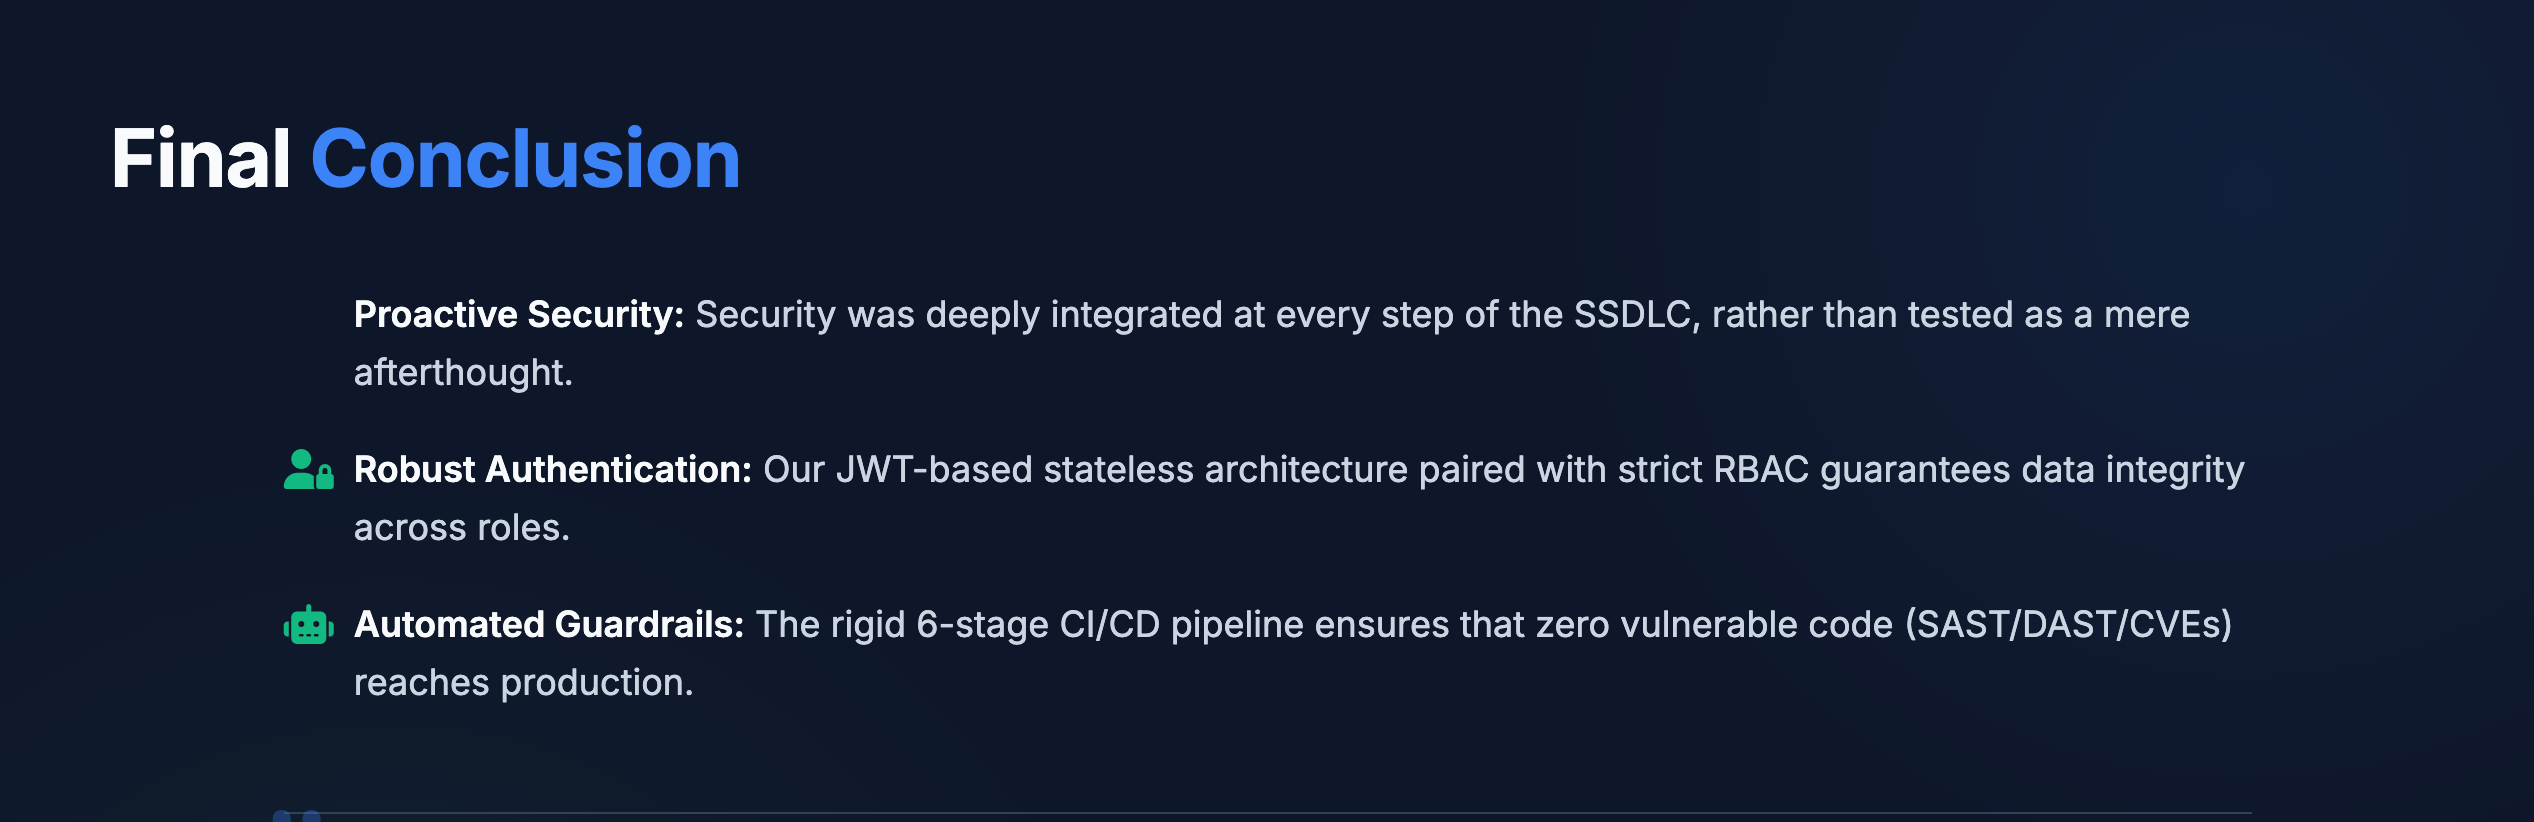 Final Conclusion
Proactive Security: Security was deeply integrated at every step of the SSDLC, rather than tested as a mere
afterthought.
Robust Authentication: Our JWT-based stateless architecture paired with strict RBAC guarantees data integrity
across roles.
Automated Guardrails: The rigid 6-stage CI/CD pipeline ensures that zero vulnerable code (SAST/DAST/CVEs)
reaches production.